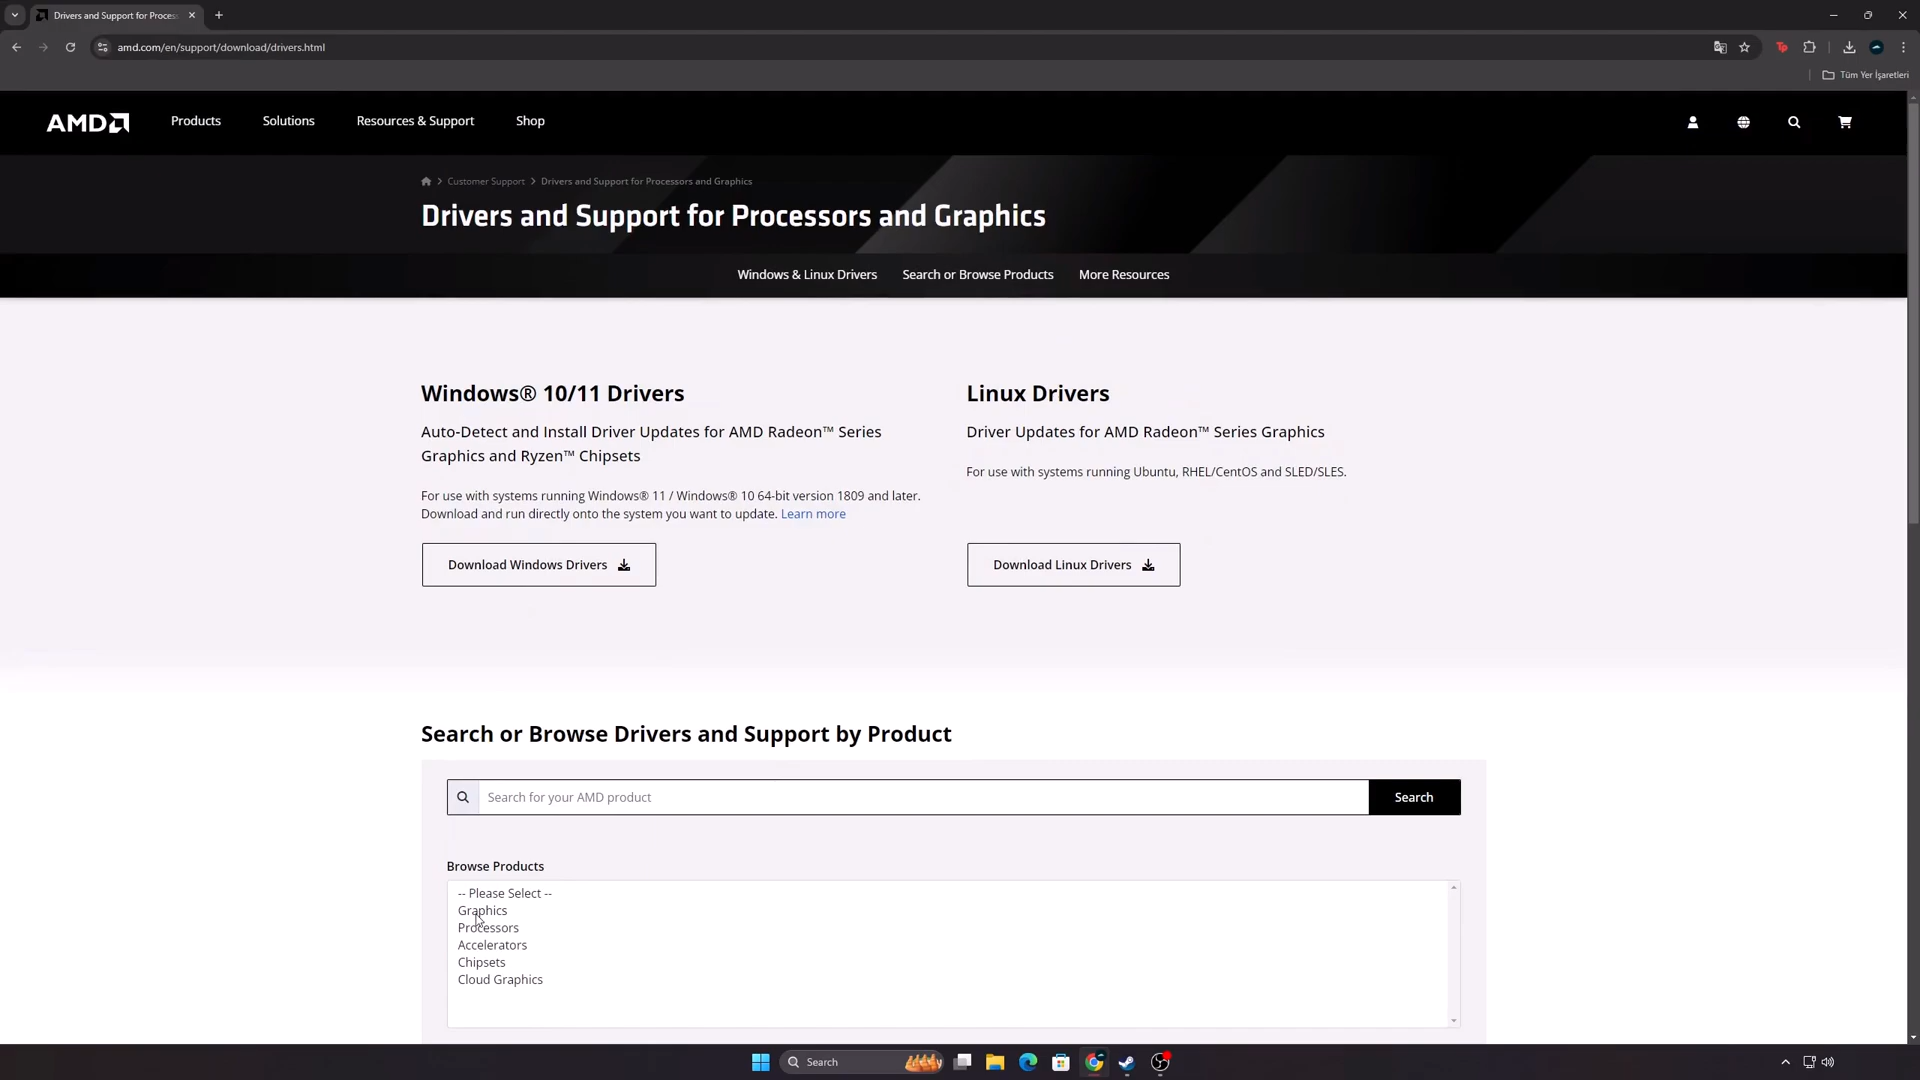 Drivers and Support for Proces
amd.com/en/support/download/drivers.html
Tüm Yer İşaretleri
AMD
Products
Solutions
Resources & Support
Shop
Customer Support
Drivers and Support for Processors and Graphics
Drivers and Support for Processors and Graphics
Windows & Linux Drivers
Search or Browse Products
More Resources
Windows® 10/11 Drivers
Auto-Detect and Install Driver Updates for AMD Radeon™ Series
Graphics and Ryzen™ Chipsets
For use with systems running Windows® 11 / Windows® 10 64-bit version 1809 and later.
Download and run directly onto the system you want to update. Learn more
Download Windows Drivers
Linux Drivers
Driver Updates for AMD Radeon™ Series Graphics
For use with systems running Ubuntu, RHEL/CentOS and SLED/SLES.
Download Linux Drivers
Search or Browse Drivers and Support by Product
Search for your AMD product
Search
Browse Products
-- Please Select --
Graphics
Processors
Accelerators
Chipsets
Cloud Graphics
Search